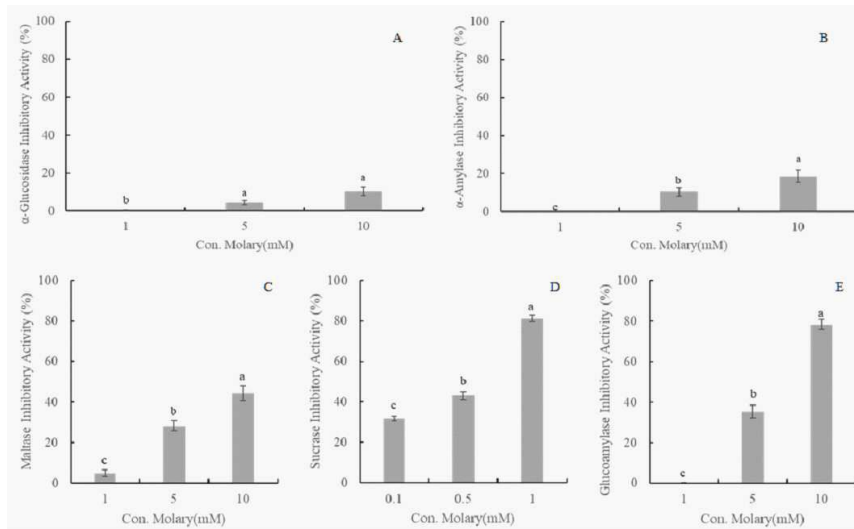 α-Glucosidase Inhibitory Activity (%)
100
80
60
40
20
0
A
b
a
a
1 5 10
Con. Molary(mM)
α-Amylase Inhibitory Activity (%)
100
80
60
40
20
0
B
c
b
a
1 5 10
Con. Molary(mM)
Maltase Inhibitory Activity (%)
100
80
60
40
20
0
C
c
b
a
1 5 10
Con. Molary(mM)
Sucrase Inhibitory Activity (%)
100
80
60
40
20
0
D
c
b
a
0.1 0.5 1
Con. Molary(mM)
Glucoamylase Inhibitory Activity (%)
100
80
60
40
20
0
E
c
b
a
1 5 10
Con. Molary(mM)